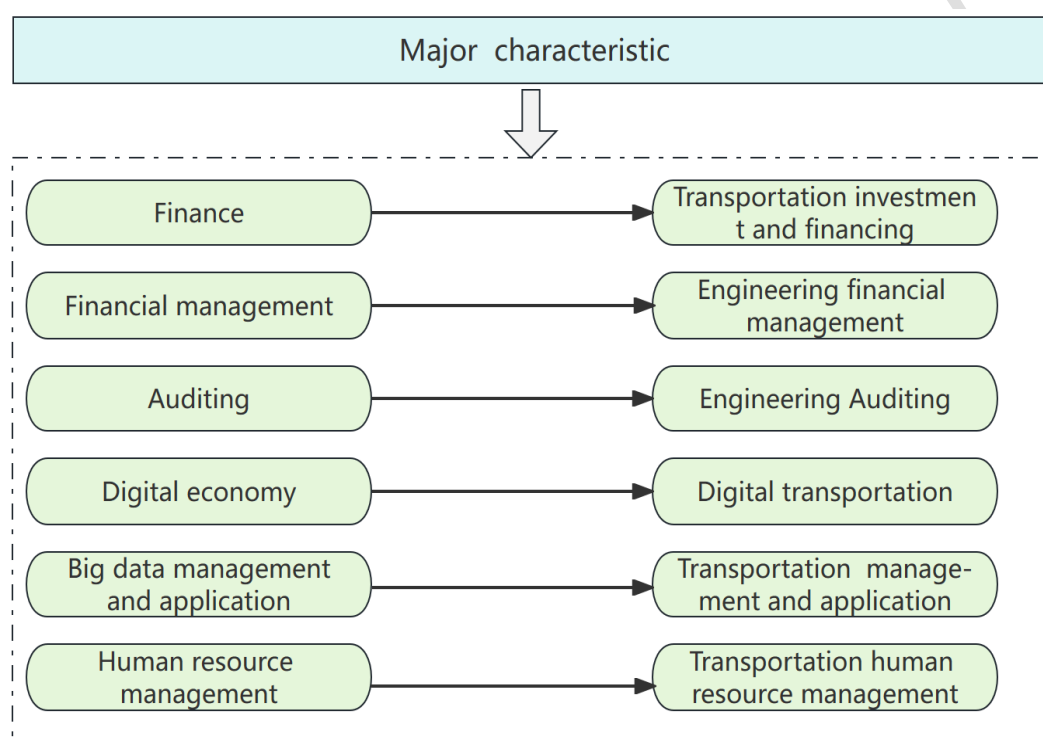 Major characteristic
Finance
Transportation investmen
t and financing
Financial management
Engineering financial
management
Auditing
Engineering Auditing
Digital economy
Digital transportation
Big data management
and application
Transportation manage-
ment and application
Human resource
management
Transportation human
resource management